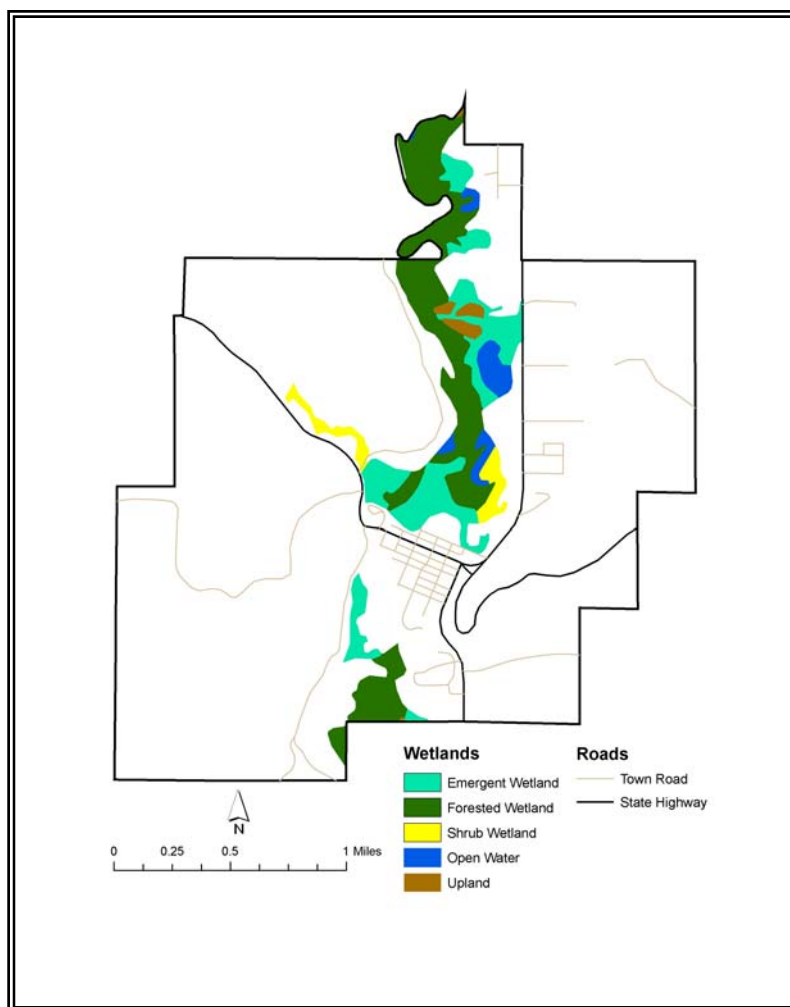 Wetlands
Emergent Wetland
Forested Wetland
Shrub Wetland
Open Water
Upland
Roads
Town Road
State Highway
N
0 0.25 0.5 1 Miles